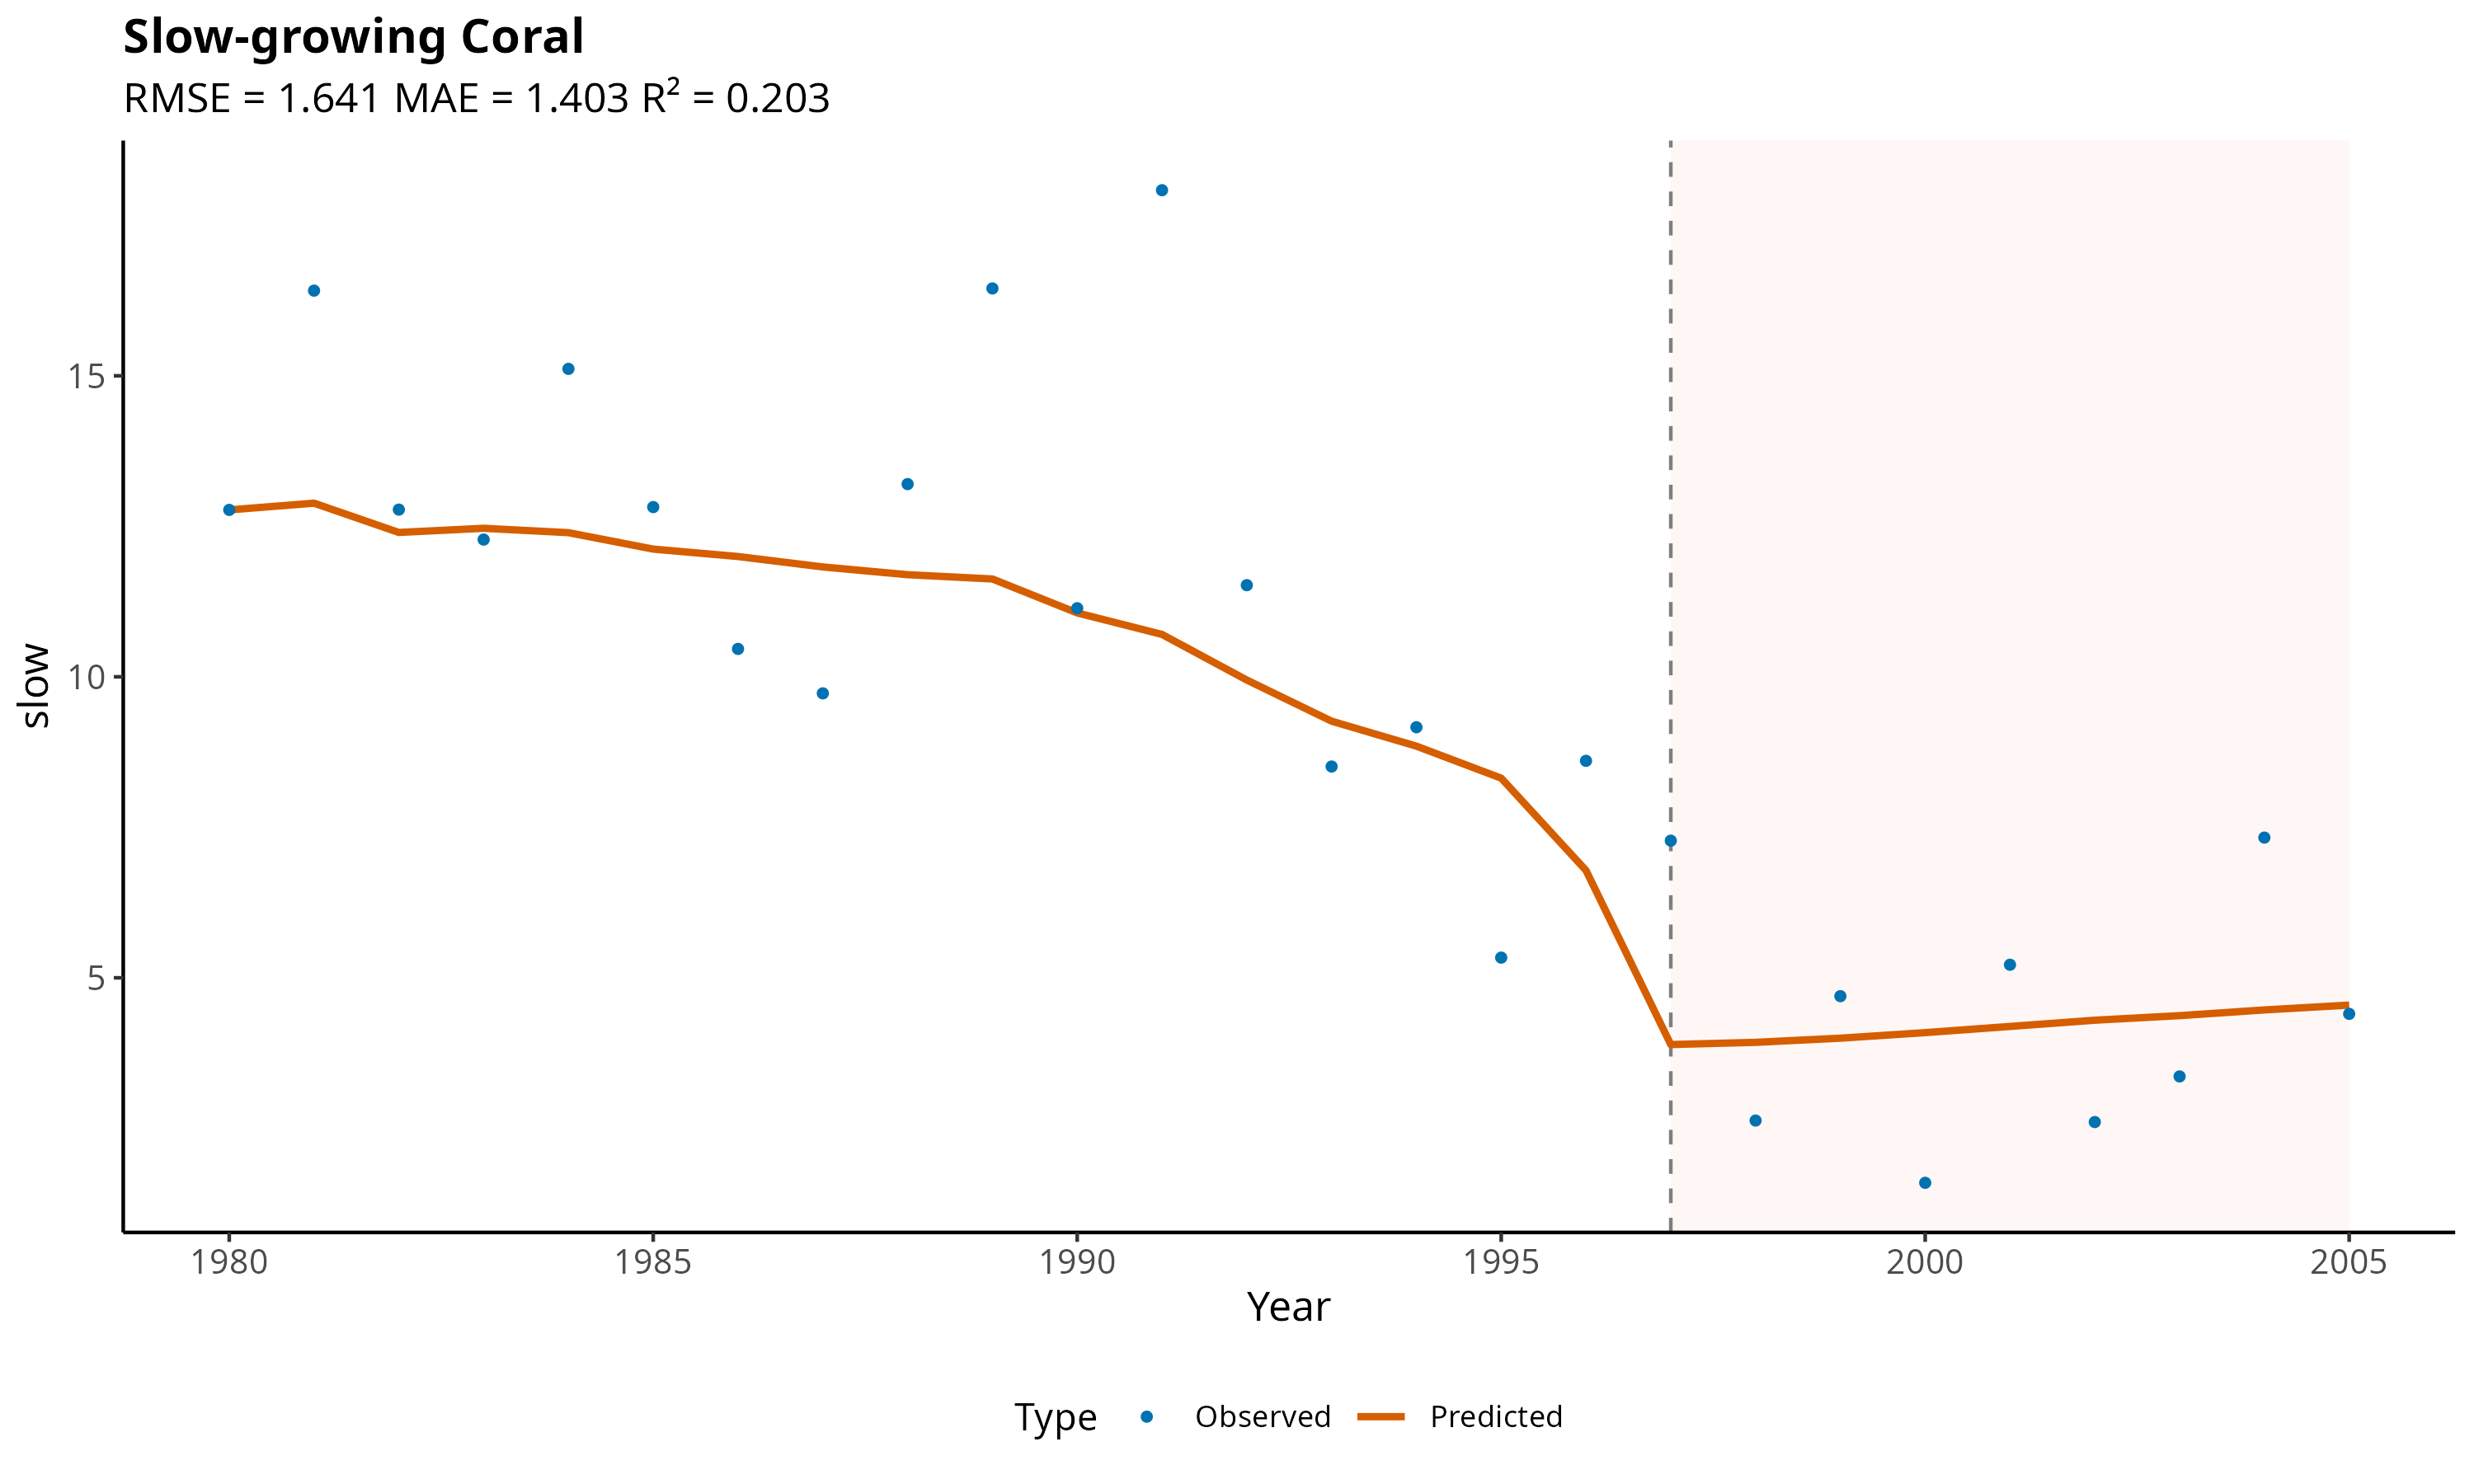 Slow-growing Coral
RMSE = 1.641 MAE = 1.403 R² = 0.203
slow
15
10
5
1980 1985 1990 1995 2000 2005
Year
Type Observed Predicted